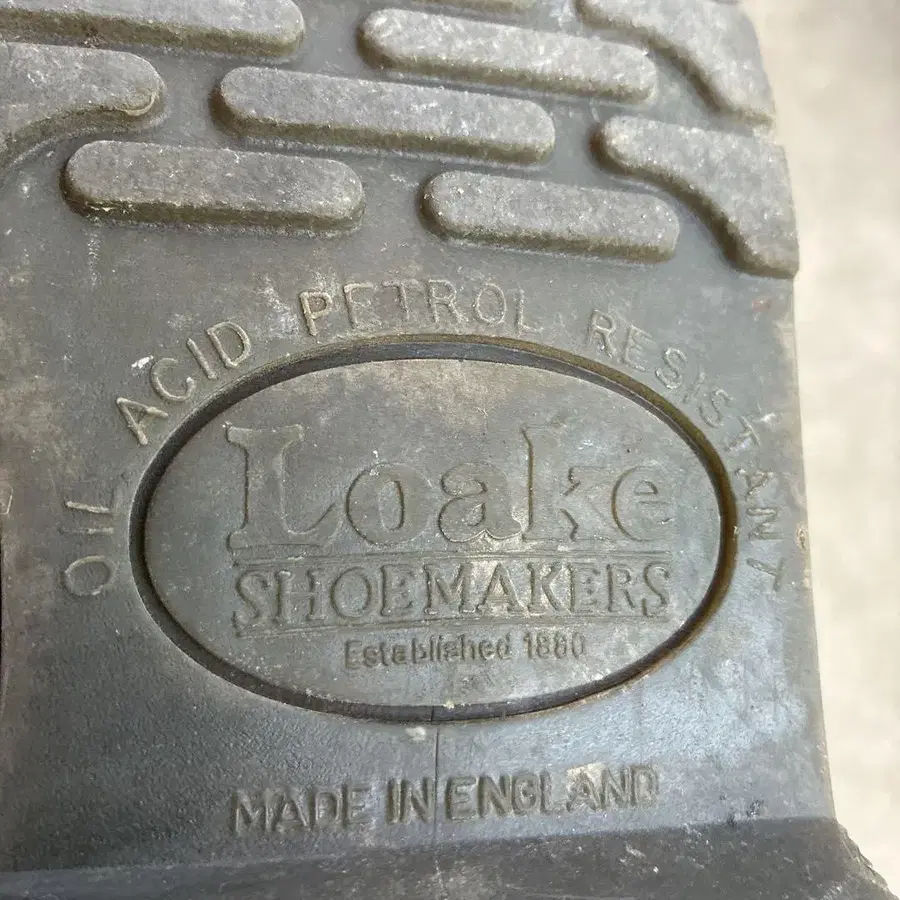 OIL ACID PETROL RESISTANT
Loake
SHOEMAKERS
Established 1880
MADE IN ENGLAND